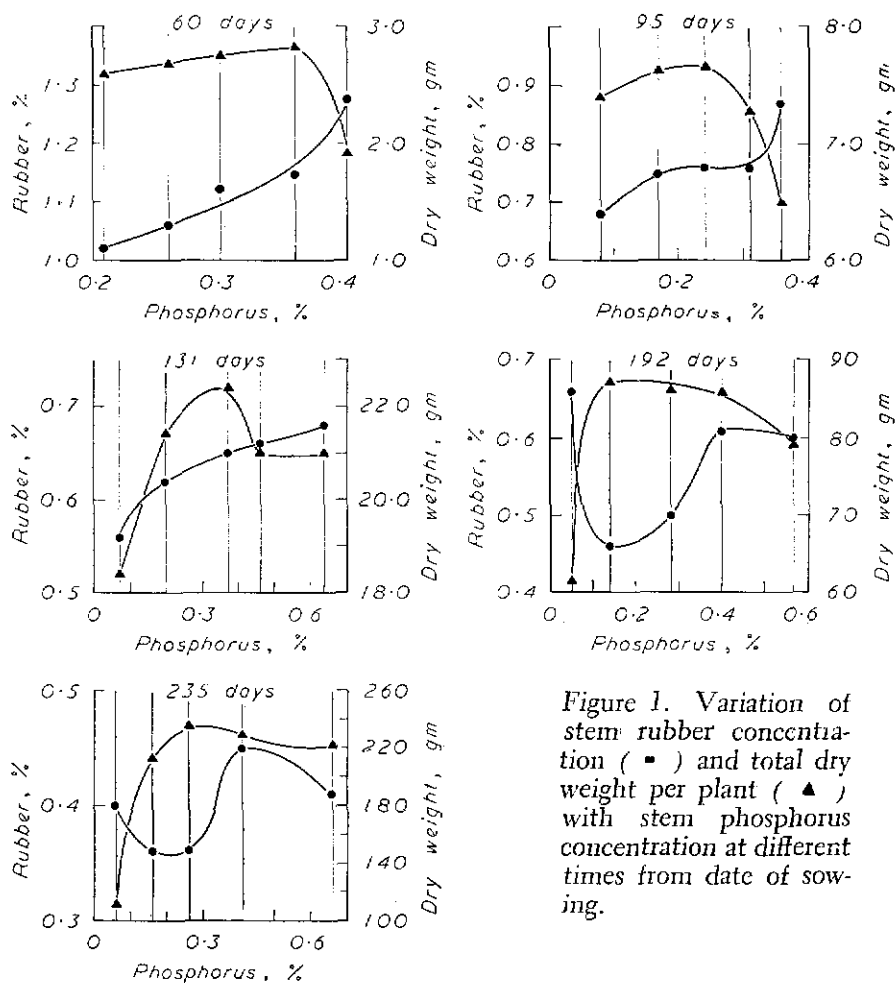 60 days
Rubber, %
1·3
1·2
1·1
1·0
3·0
2·0
1·0
Dry weight, gm
0·2
0·3
0·4
Phosphorus, %
95 days
Rubber, %
0·9
0·8
0·7
0·6
8·0
7·0
6·0
Dry weight, gm
0
0·2
0·4
Phosphorus, %
131 days
Rubber, %
0·7
0·6
0·5
22·0
20·0
18·0
Dry weight, gm
0
0·3
0·6
Phosphorus, %
192 days
Rubber, %
0·7
0·6
0·5
0·4
90
80
70
60
Dry weight, gm
0
0·2
0·4
0·6
Phosphorus, %
235 days
Rubber, %
0·5
0·4
0·3
260
220
180
140
100
Dry weight, gm
0
0·3
0·6
Phosphorus, %
Figure 1. Variation of
stem rubber concentra-
tion ( ▪ ) and total dry
weight per plant ( ▲ )
with stem phosphorus
concentration at different
times from date of sow-
ing.